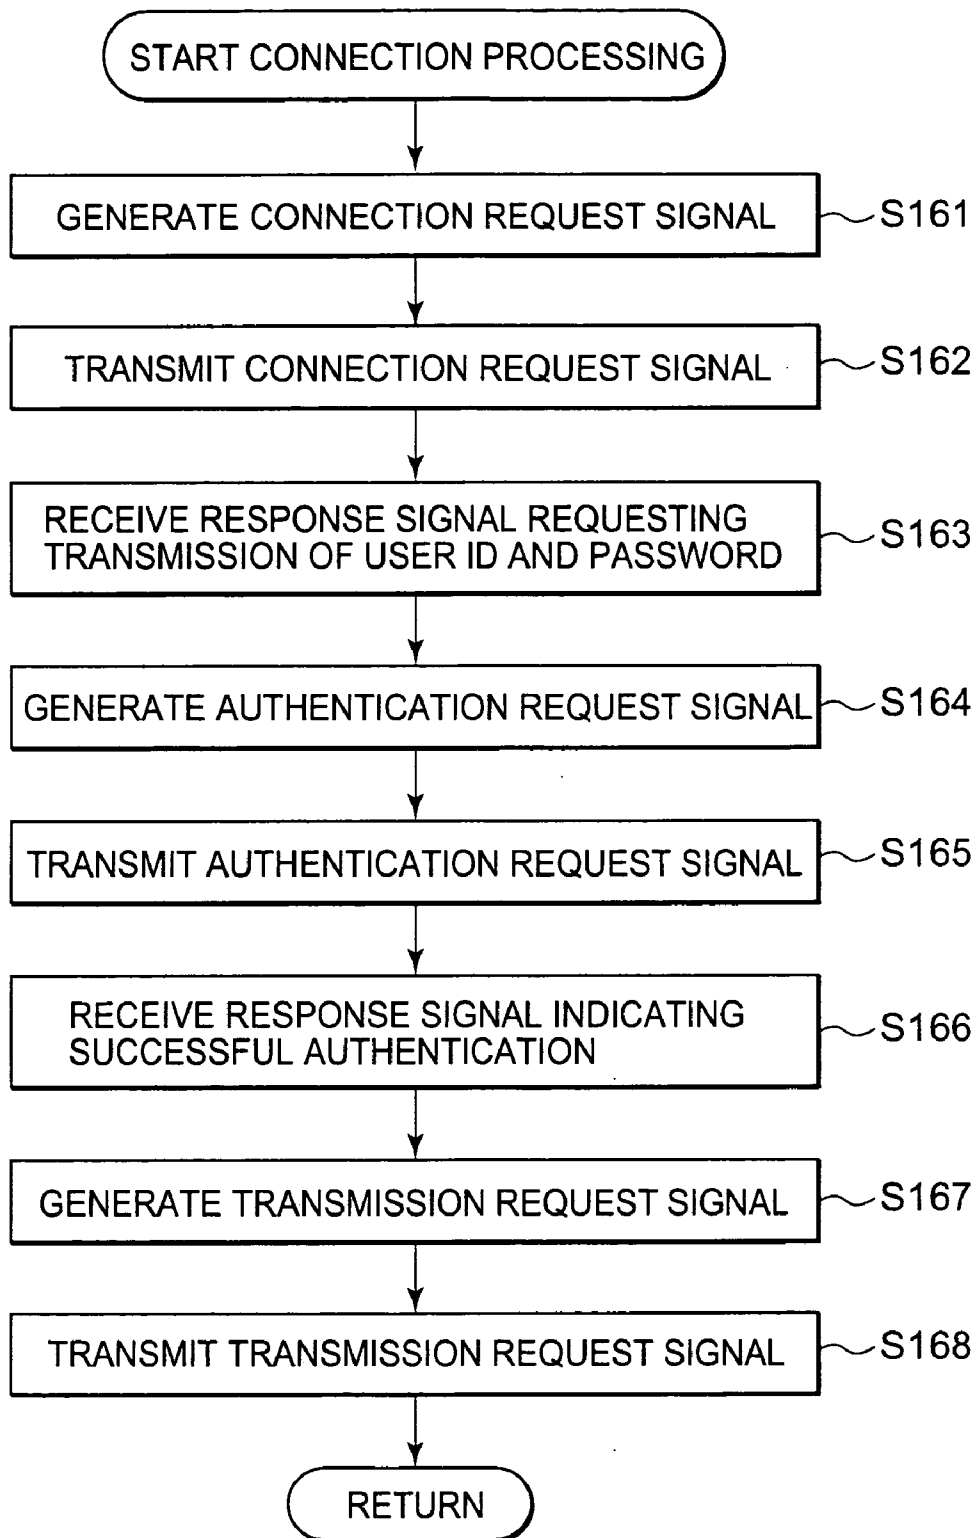 START CONNECTION PROCESSING
GENERATE CONNECTION REQUEST SIGNAL
S161
TRANSMIT CONNECTION REQUEST SIGNAL
S162
RECEIVE RESPONSE SIGNAL REQUESTING
TRANSMISSION OF USER ID AND PASSWORD
S163
GENERATE AUTHENTICATION REQUEST SIGNAL
S164
TRANSMIT AUTHENTICATION REQUEST SIGNAL
S165
RECEIVE RESPONSE SIGNAL INDICATING
SUCCESSFUL AUTHENTICATION
S166
GENERATE TRANSMISSION REQUEST SIGNAL
S167
TRANSMIT TRANSMISSION REQUEST SIGNAL
S168
RETURN